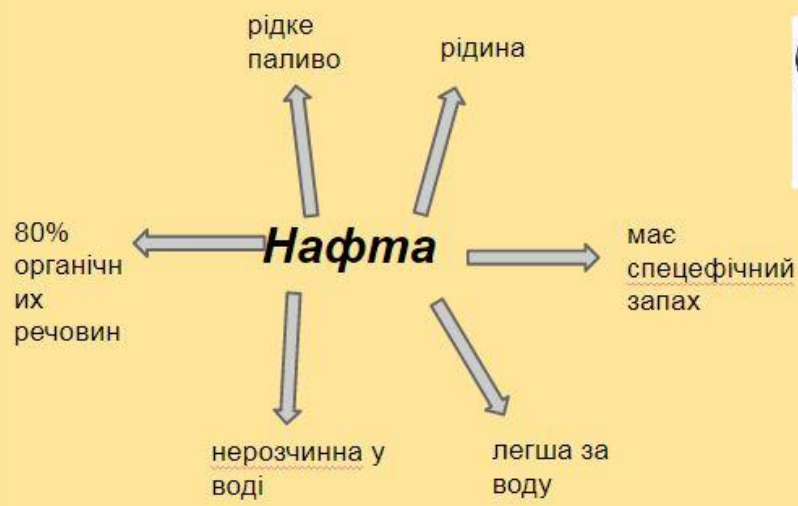 рідке
паливо
рідина
80%
органічн
их
речовин
Нафта
має
спецефічний
запах
нерозчинна у
воді
легша за
воду